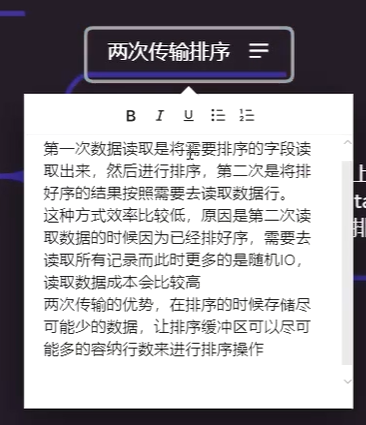 两次传输排序
B I U
第一次数据读取是将需要排序的字段读
取出来，然后进行排序，第二次是将排
好序的结果按照需要去读取数据行。
这种方式效率比较低，原因是第二次读
取数据的时候因为已经排好序，需要去
读取所有记录而此时更多的是随机IO，
读取数据成本会比较高
两次传输的优势，在排序的时候存储尽
可能少的数据，让排序缓冲区可以尽可
能多的容纳行数来进行排序操作